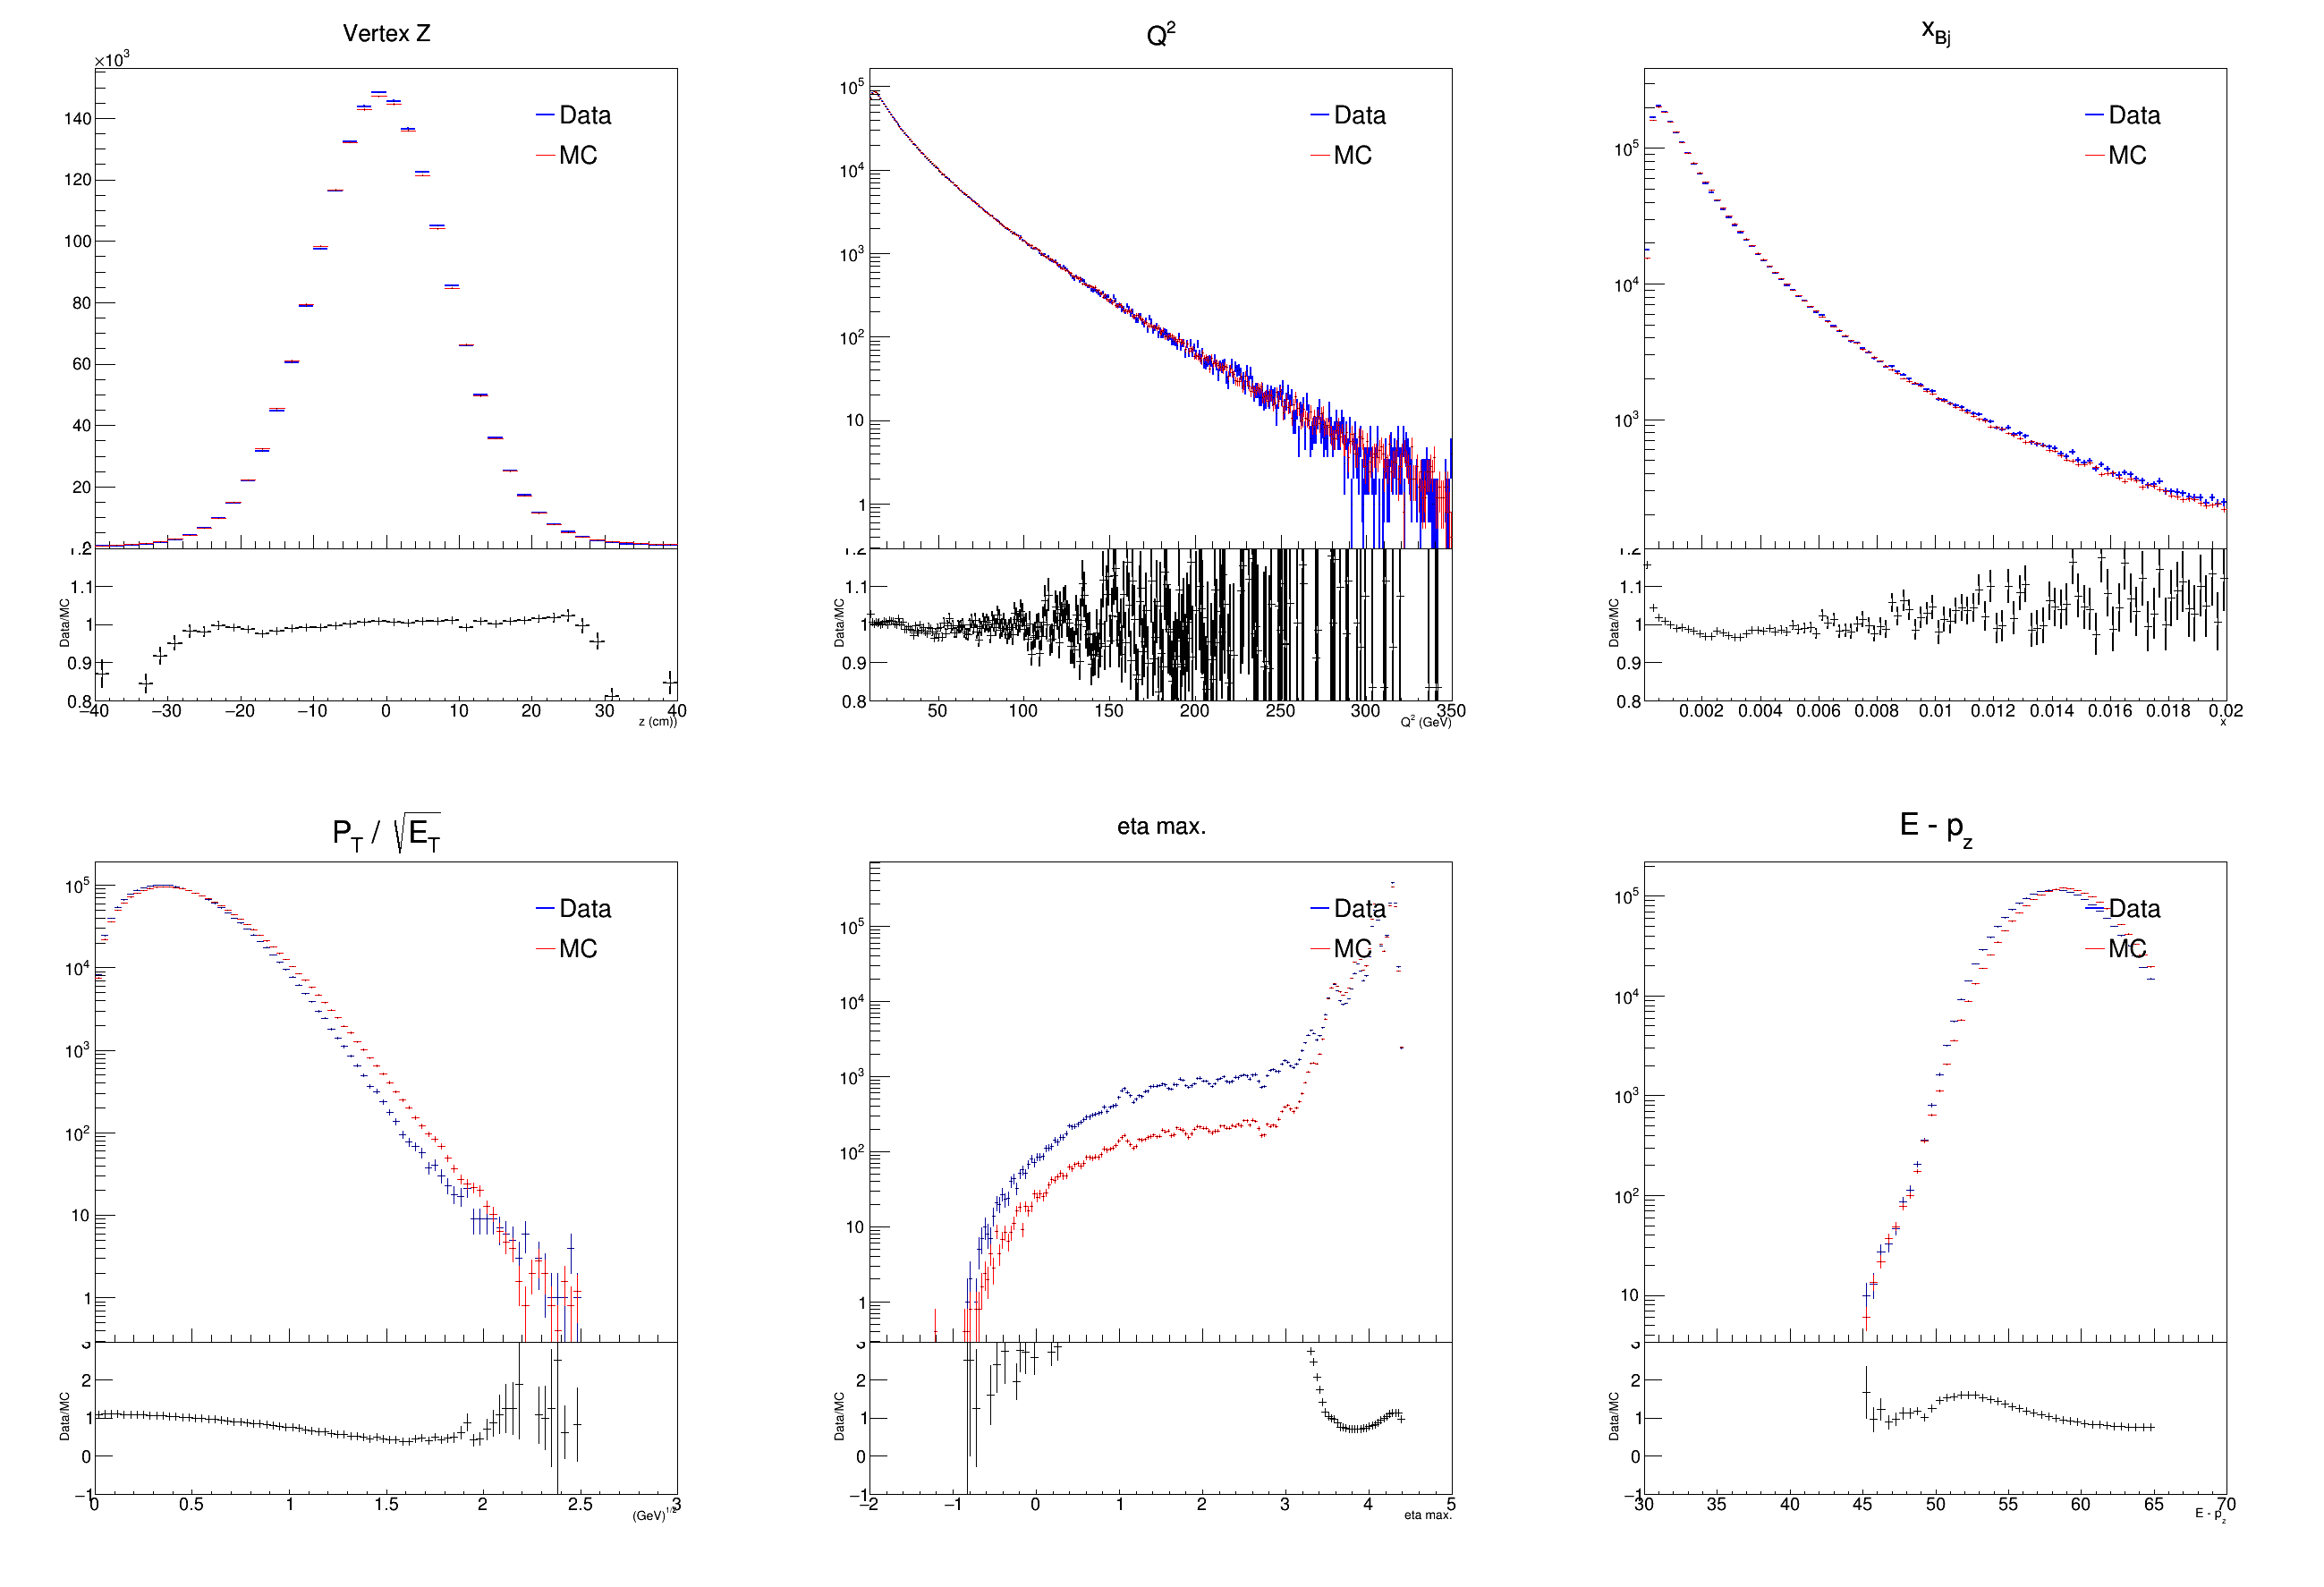 Vertex Z
×10³
140
120
100
80
60
40
20
0
Data
MC
1.2
1.1
1
0.9
0.8
Data/MC
−40 −30 −20 −10 0 10 20 30 40
z (cm))
Q²
10⁵
10⁴
10³
10²
10
1
Data
MC
1.2
1.1
1
0.9
0.8
Data/MC
50 100 150 200 250 300 350
Q² (GeV)
x_Bj
10⁵
10⁴
10³
Data
MC
1.2
1.1
1
0.9
0.8
Data/MC
0.002 0.004 0.006 0.008 0.01 0.012 0.014 0.016 0.018 0.02
x
P_T / √E_T
10⁵
10⁴
10³
10²
10
1
Data
MC
3
2
1
0
−1
Data/MC
0 0.5 1 1.5 2 2.5 3
(GeV)^1/2
eta max.
10⁵
10⁴
10³
10²
10
1
Data
MC
3
2
1
0
−1
Data/MC
−2 −1 0 1 2 3 4 5
eta max.
E - p_z
10⁵
10⁴
10³
10²
10
Data
MC
3
2
1
0
−1
Data/MC
30 35 40 45 50 55 60 65 70
E - p_z